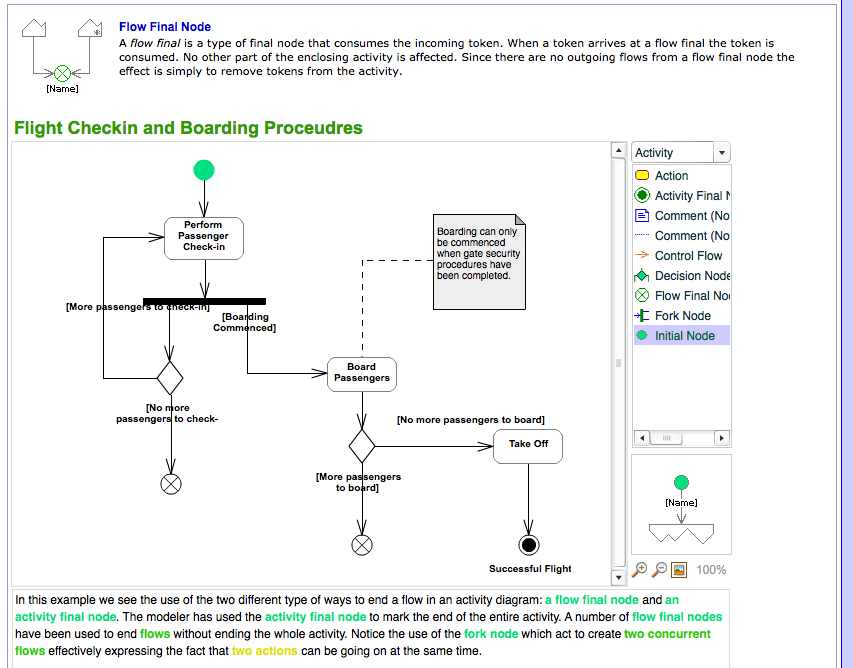 Flow Final Node
A flow final is a type of final node that consumes the incoming token. When a token arrives at a flow final the token is
consumed. No other part of the enclosing activity is affected. Since there are no outgoing flows from a flow final node the
effect is simply to remove tokens from the activity.
[Name]
Flight Checkin and Boarding Proceudres
Perform
Passenger
Check-in
Boarding can only
be commenced
when gate security
procedures have
been completed.
[More passengers to check-in]
[Boarding
Commenced]
Board
Passengers
[No more
passengers to check-
[No more passengers to board]
Take Off
[More passengers
to board]
Successful Flight
Activity
Action
Activity Final N
Comment (No
Comment (No
Control Flow
Decision Node
Flow Final No
Fork Node
Initial Node
[Name]
100%
In this example we see the use of the two different type of ways to end a flow in an activity diagram: a flow final node and an
activity final node. The modeler has used the activity final node to mark the end of the entire activity. A number of flow final nodes
have been used to end flows without ending the whole activity. Notice the use of the fork node which act to create two concurrent
flows effectively expressing the fact that two actions can be going on at the same time.